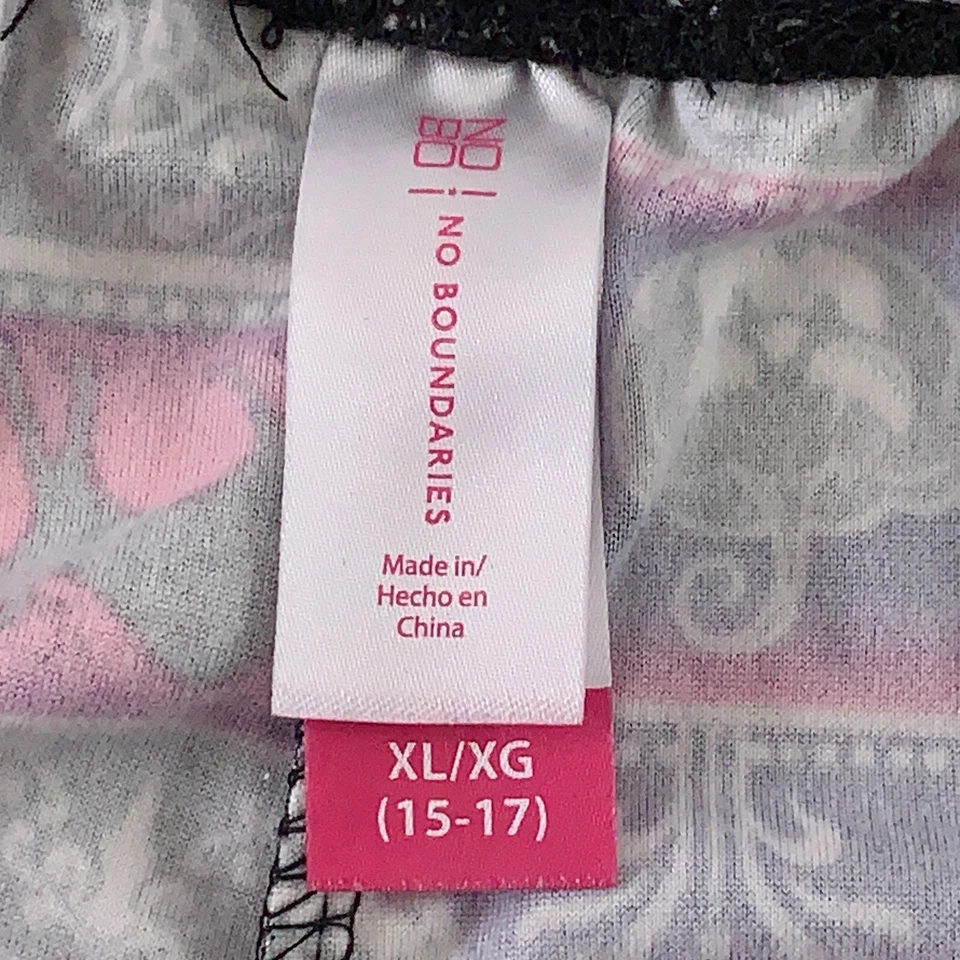 NO
BO
NO BOUNDARIES
Made in/
Hecho en
China
XL/XG
(15-17)